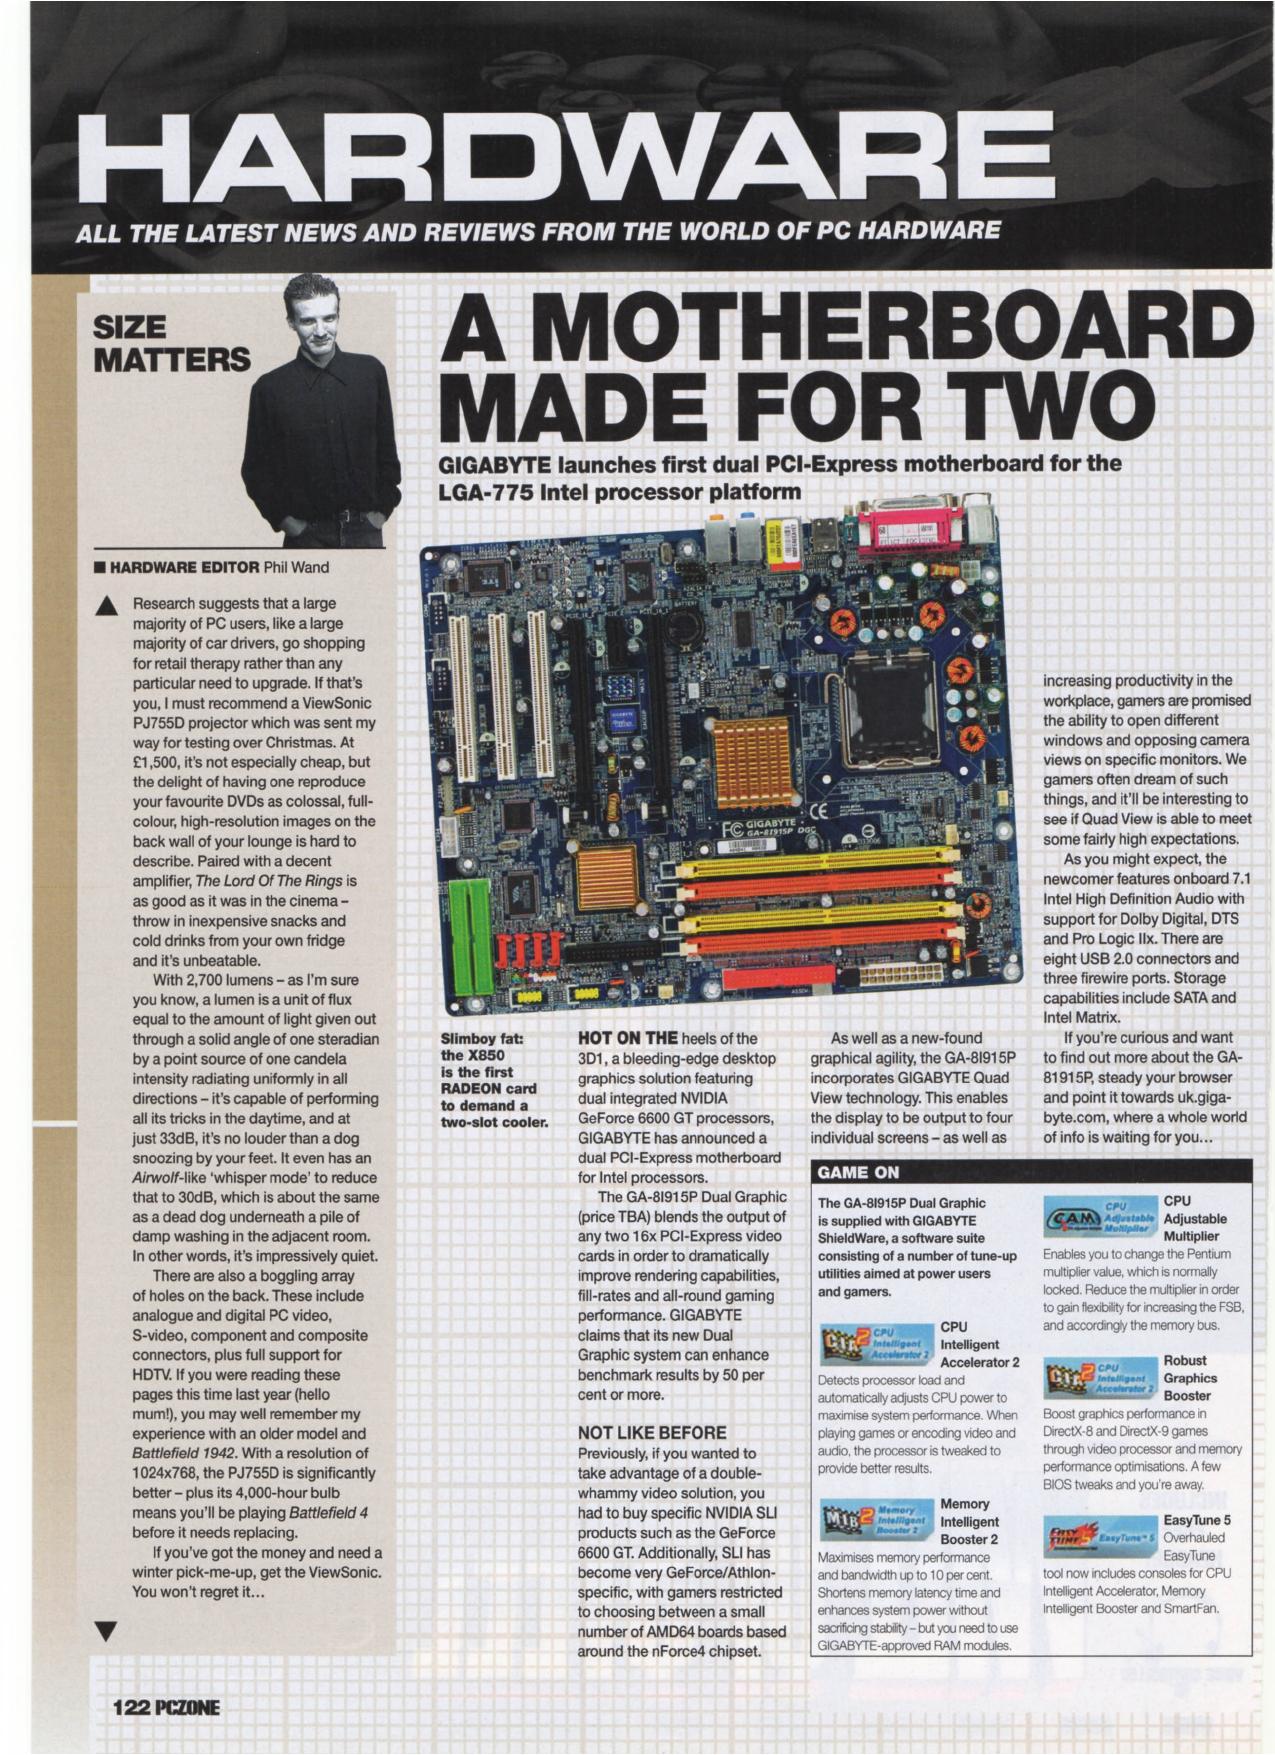 HARDWARE
ALL THE LATEST NEWS AND REVIEWS FROM THE WORLD OF PC HARDWARE
SIZE
MATTERS
■ HARDWARE EDITOR Phil Wand
▲ Research suggests that a large
majority of PC users, like a large
majority of car drivers, go shopping
for retail therapy rather than any
particular need to upgrade. If that's
you, I must recommend a ViewSonic
PJ755D projector which was sent my
way for testing over Christmas. At
£1,500, it's not especially cheap, but
the delight of having one reproduce
your favourite DVDs as colossal, full-
colour, high-resolution images on the
back wall of your lounge is hard to
describe. Paired with a decent
amplifier, The Lord Of The Rings is
as good as it was in the cinema –
throw in inexpensive snacks and
cold drinks from your own fridge
and it's unbeatable.
With 2,700 lumens – as I'm sure
you know, a lumen is a unit of flux
equal to the amount of light given out
through a solid angle of one steradian
by a point source of one candela
intensity radiating uniformly in all
directions – it's capable of performing
all its tricks in the daytime, and at
just 33dB, it's no louder than a dog
snoozing by your feet. It even has an
Airwolf-like 'whisper mode' to reduce
that to 30dB, which is about the same
as a dead dog underneath a pile of
damp washing in the adjacent room.
In other words, it's impressively quiet.
There are also a boggling array
of holes on the back. These include
analogue and digital PC video,
S-video, component and composite
connectors, plus full support for
HDTV. If you were reading these
pages this time last year (hello
mum!), you may well remember my
experience with an older model and
Battlefield 1942. With a resolution of
1024x768, the PJ755D is significantly
better – plus its 4,000-hour bulb
means you'll be playing Battlefield 4
before it needs replacing.
If you've got the money and need a
winter pick-me-up, get the ViewSonic.
You won't regret it...
▼
A MOTHERBOARD
MADE FOR TWO
GIGABYTE launches first dual PCI-Express motherboard for the
LGA-775 Intel processor platform
GIGABYTE
GA-8I915P DGC
Slimboy fat:
the X850
is the first
RADEON card
to demand a
two-slot cooler.
HOT ON THE heels of the
3D1, a bleeding-edge desktop
graphics solution featuring
dual integrated NVIDIA
GeForce 6600 GT processors,
GIGABYTE has announced a
dual PCI-Express motherboard
for Intel processors.
The GA-8I915P Dual Graphic
(price TBA) blends the output of
any two 16x PCI-Express video
cards in order to dramatically
improve rendering capabilities,
fill-rates and all-round gaming
performance. GIGABYTE
claims that its new Dual
Graphic system can enhance
benchmark results by 50 per
cent or more.
NOT LIKE BEFORE
Previously, if you wanted to
take advantage of a double-
whammy video solution, you
had to buy specific NVIDIA SLI
products such as the GeForce
6600 GT. Additionally, SLI has
become very GeForce/Athlon-
specific, with gamers restricted
to choosing between a small
number of AMD64 boards based
around the nForce4 chipset.
As well as a new-found
graphical agility, the GA-8I915P
incorporates GIGABYTE Quad
View technology. This enables
the display to be output to four
individual screens – as well as
increasing productivity in the
workplace, gamers are promised
the ability to open different
windows and opposing camera
views on specific monitors. We
gamers often dream of such
things, and it'll be interesting to
see if Quad View is able to meet
some fairly high expectations.
As you might expect, the
newcomer features onboard 7.1
Intel High Definition Audio with
support for Dolby Digital, DTS
and Pro Logic IIx. There are
eight USB 2.0 connectors and
three firewire ports. Storage
capabilities include SATA and
Intel Matrix.
If you're curious and want
to find out more about the GA-
81915P, steady your browser
and point it towards uk.giga-
byte.com, where a whole world
of info is waiting for you...
GAME ON
The GA-8I915P Dual Graphic
is supplied with GIGABYTE
ShieldWare, a software suite
consisting of a number of tune-up
utilities aimed at power users
and gamers.
CIA 2 CPU Intelligent Accelerator 2
CPU
Intelligent
Accelerator 2
Detects processor load and
automatically adjusts CPU power to
maximise system performance. When
playing games or encoding video and
audio, the processor is tweaked to
provide better results.
MIB 2 Memory Intelligent Booster 2
Memory
Intelligent
Booster 2
Maximises memory performance
and bandwidth up to 10 per cent.
Shortens memory latency time and
enhances system power without
sacrificing stability – but you need to use
GIGABYTE-approved RAM modules.
CAM CPU Adjustable Multiplier
CPU
Adjustable
Multiplier
Enables you to change the Pentium
multiplier value, which is normally
locked. Reduce the multiplier in order
to gain flexibility for increasing the FSB,
and accordingly the memory bus.
CIA 2 CPU Intelligent Accelerator 2
Robust
Graphics
Booster
Boost graphics performance in
DirectX-8 and DirectX-9 games
through video processor and memory
performance optimisations. A few
BIOS tweaks and you're away.
EASY TUNE 5 EasyTune™ 5
EasyTune 5
Overhauled
EasyTune
tool now includes consoles for CPU
Intelligent Accelerator, Memory
Intelligent Booster and SmartFan.
122 PCZONE